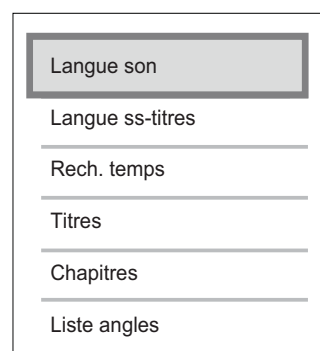 Langue son
Langue ss-titres
Rech. temps
Titres
Chapitres
Liste angles